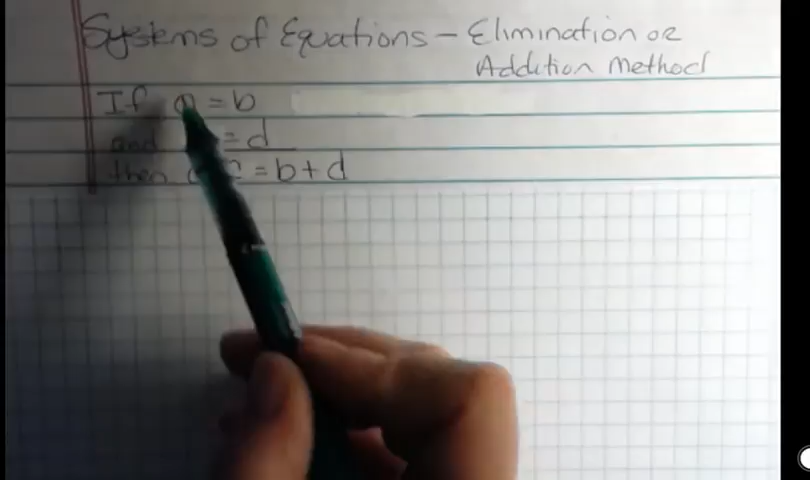 Systems of Equations - Elimination or
Addition Method
If a = b
and = d
then = b + d